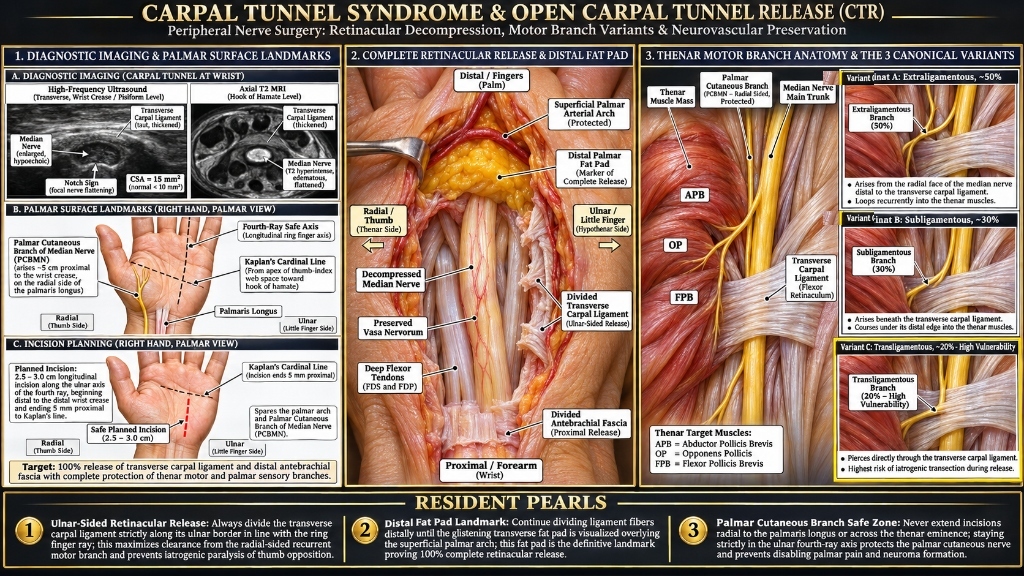 CARPAL TUNNEL SYNDROME & OPEN CARPAL TUNNEL RELEASE (CTR)
Peripheral Nerve Surgery: Retinacular Decompression, Motor Branch Variants & Neurovascular Preservation
1. DIAGNOSTIC IMAGING & PALMAR SURFACE LANDMARKS
A. DIAGNOSTIC IMAGING (CARPAL TUNNEL AT WRIST)
High-Frequency Ultrasound
(Transverse, Wrist Crease / Pisiform Level)
Transverse
Carpal Ligament
(taut, thickened)
Median
Nerve
(enlarged,
hypoechoic)
Notch Sign
(focal nerve flattening)
CSA = 15 mm²
(normal < 10 mm²)
Axial T2 MRI
(Hook of Hamate Level)
Transverse Carpal
Ligament
(thickened)
Median Nerve
(T2 hyperintense,
edematous,
flattened)
B. PALMAR SURFACE LANDMARKS (RIGHT HAND, PALMAR VIEW)
Palmar Cutaneous
Branch of Median Nerve
(PCBMN)
(arises ~5 cm proximal
to the wrist crease,
on the radial side of
the palmaris longus)
Fourth-Ray Safe Axis
(Longitudinal ring finger axis)
Kaplan's Cardinal Line
(From apex of thumb-index
web space toward
hook of hamate)
Palmaris Longus
Radial
(Thumb Side)
Ulnar
(Little Finger Side)
C. INCISION PLANNING (RIGHT HAND, PALMAR VIEW)
Planned Incision:
2.5 – 3.0 cm longitudinal
incision along the ulnar axis
of the fourth ray, beginning
distal to the distal wrist crease
and ending 5 mm proximal
to Kaplan's line.
Kaplan's Cardinal Line
(Incision ends 5 mm proximal)
Safe Planned Incision
(2.5 – 3.0 cm)
Spares the palmar arch
and Palmar Cutaneous
Branch of Median Nerve
(PCBMN).
Radial
(Thumb Side)
Ulnar
(Little Finger Side)
Target: 100% release of transverse carpal ligament and distal antebrachial
fascia with complete protection of thenar motor and palmar sensory branches.
2. COMPLETE RETINACULAR RELEASE & DISTAL FAT PAD
Distal / Fingers
(Palm)
Superficial Palmar
Arterial Arch
(Protected)
Distal Palmar
Fat Pad
(Marker of
Complete Release)
Radial /
Thumb
(Thenar Side)
Ulnar /
Little Finger
(Hypothenar Side)
Decompressed
Median Nerve
Preserved
Vasa Nervorum
Divided
Transverse
Carpal Ligament
(Ulnar-Sided Release)
Deep Flexor
Tendons
(FDS and FDP)
Divided
Antebrachial Fascia
(Proximal Release)
Proximal / Forearm
(Wrist)
3. THENAR MOTOR BRANCH ANATOMY & THE 3 CANONICAL VARIANTS
Thenar
Muscle Mass
Palmar
Cutaneous Branch
(PCBMN – Radial Sided,
Protected)
Median Nerve
Main Trunk
APB
OP
FPB
Transverse
Carpal
Ligament
(Flexor
Retinaculum)
Thenar Target Muscles:
APB = Abductor Pollicis Brevis
OP = Opponens Pollicis
FPB = Flexor Pollicis Brevis
Variant inat A: Extraligamentous, ~50%
Extraligamentous
Branch
(50%)
• Arises from the radial face of the median nerve
distal to the transverse carpal ligament.
• Loops recurrently into the thenar muscles.
Variant inat B: Subligamentous, ~30%
Subligamentous
Branch
(30%)
• Arises beneath the transverse carpal ligament.
• Courses under its distal edge into the thenar muscles.
Variant C: Transligamentous, ~20% - High Vulnerability
Transligamentous
Branch
(20% – High
Vulnerability)
• Pierces directly through the transverse carpal ligament.
• Highest risk of iatrogenic transection during release.
RESIDENT PEARLS
1 Ulnar-Sided Retinacular Release: Always divide the transverse
carpal ligament strictly along its ulnar border in line with the ring
finger ray; this maximizes clearance from the radial-sided recurrent
motor branch and prevents iatrogenic paralysis of thumb opposition.
2 Distal Fat Pad Landmark: Continue dividing ligament fibers
distally until the glistening transverse fat pad is visualized overlying
the superficial palmar arch; this fat pad is the definitive landmark
proving 100% complete retinacular release.
3 Palmar Cutaneous Branch Safe Zone: Never extend incisions
radial to the palmaris longus or across the thenar eminence; staying
strictly in the ulnar fourth-ray axis protects the palmar cutaneous nerve
and prevents disabling palmar pain and neuroma formation.